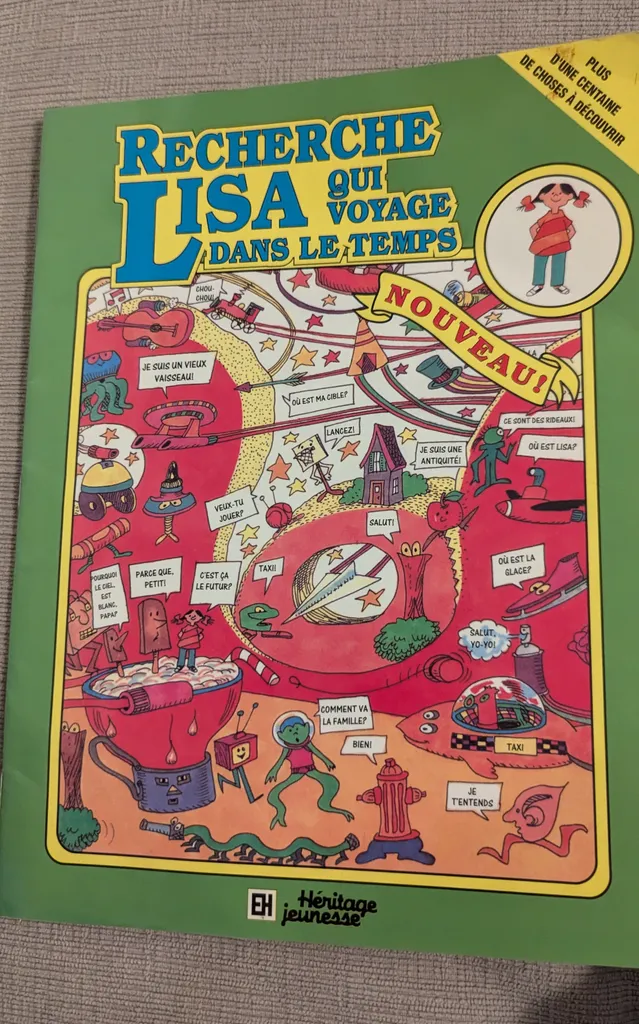 PLUS
D'UNE CENTAINE
DE CHOSES À DÉCOUVRIR
RECHERCHE
LISA QUI
VOYAGE
DANS LE TEMPS
NOUVEAU!
CHOU-
CHOU!
JE SUIS UN VIEUX
VAISSEAU!
OÙ EST MA CIBLE?
LANCEZ!
JE SUIS UNE
ANTIQUITÉ!
CE SONT DES RIDEAUX!
OÙ EST LISA?
VEUX-TU
JOUER?
SALUT!
POURQUOI
LE CIEL
EST
BLANC,
PAPA?
PARCE QUE,
PETIT!
C'EST ÇA
LE FUTUR?
TAXI!
OÙ EST LA
GLACE?
SALUT,
YO-YO!
COMMENT VA
LA FAMILLE?
BIEN!
TAXI
JE
T'ENTENDS
EH
Héritage
jeunesse